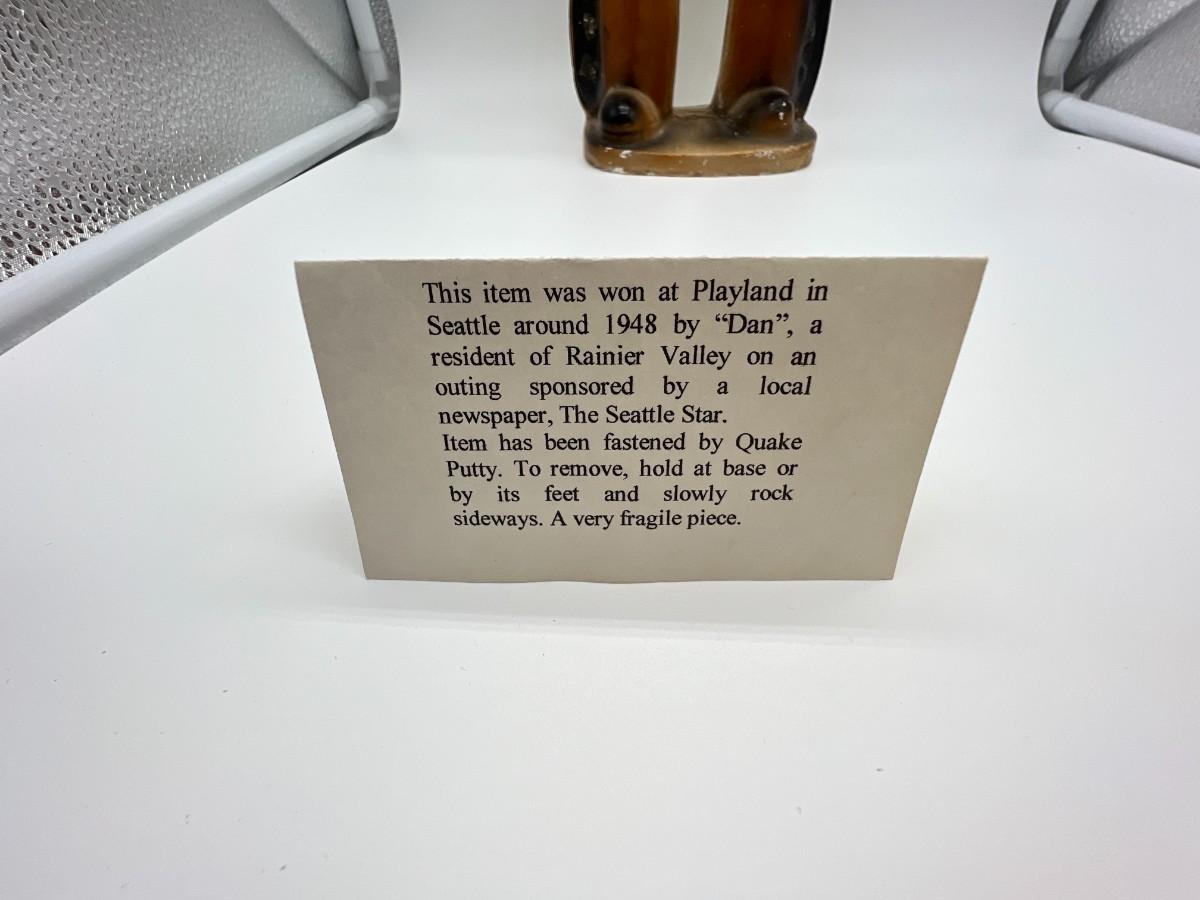 This item was won at Playland in
Seattle around 1948 by “Dan”, a
resident of Rainier Valley on an
outing sponsored by a local
newspaper, The Seattle Star.
Item has been fastened by Quake
Putty. To remove, hold at base or
by its feet and slowly rock
sideways. A very fragile piece.